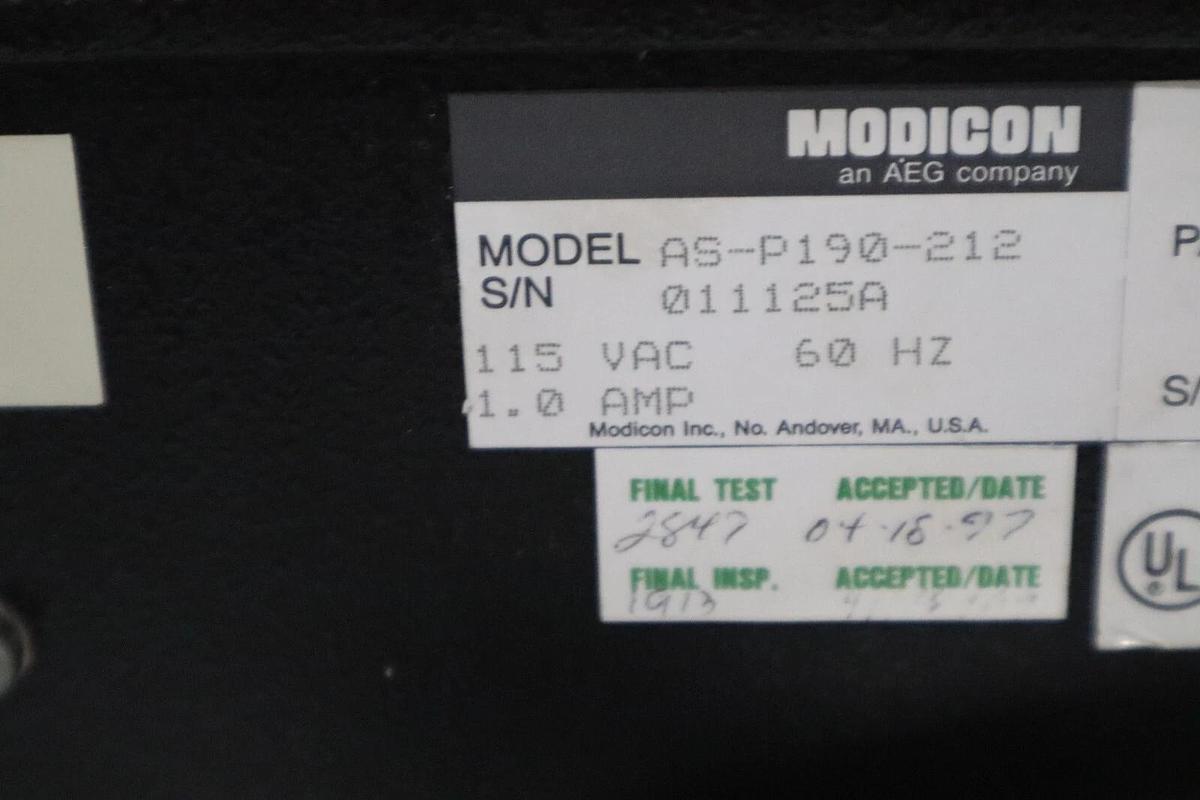 MODICON
an AEG company
MODEL AS-P190-212
S/N 011125A
115 VAC 60 HZ
1.0 AMP
Modicon Inc., No. Andover, MA., U.S.A.
FINAL TEST ACCEPTED/DATE
2847 04-18-97
FINAL INSP. ACCEPTED/DATE
1913
P
S/
UL